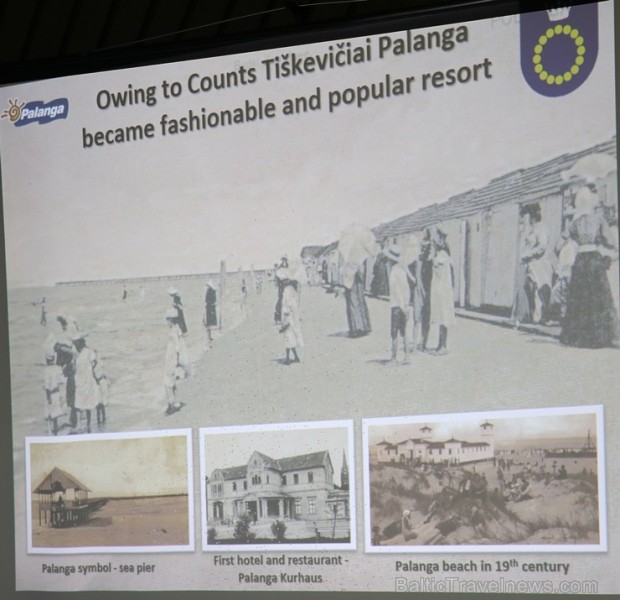 Owing to Counts Tiškevičiai Palanga
became fashionable and popular resort
Palanga
Palanga symbol - sea pier
First hotel and restaurant -
Palanga Kurhaus
Palanga beach in 19th century
BalticTravelnews.com